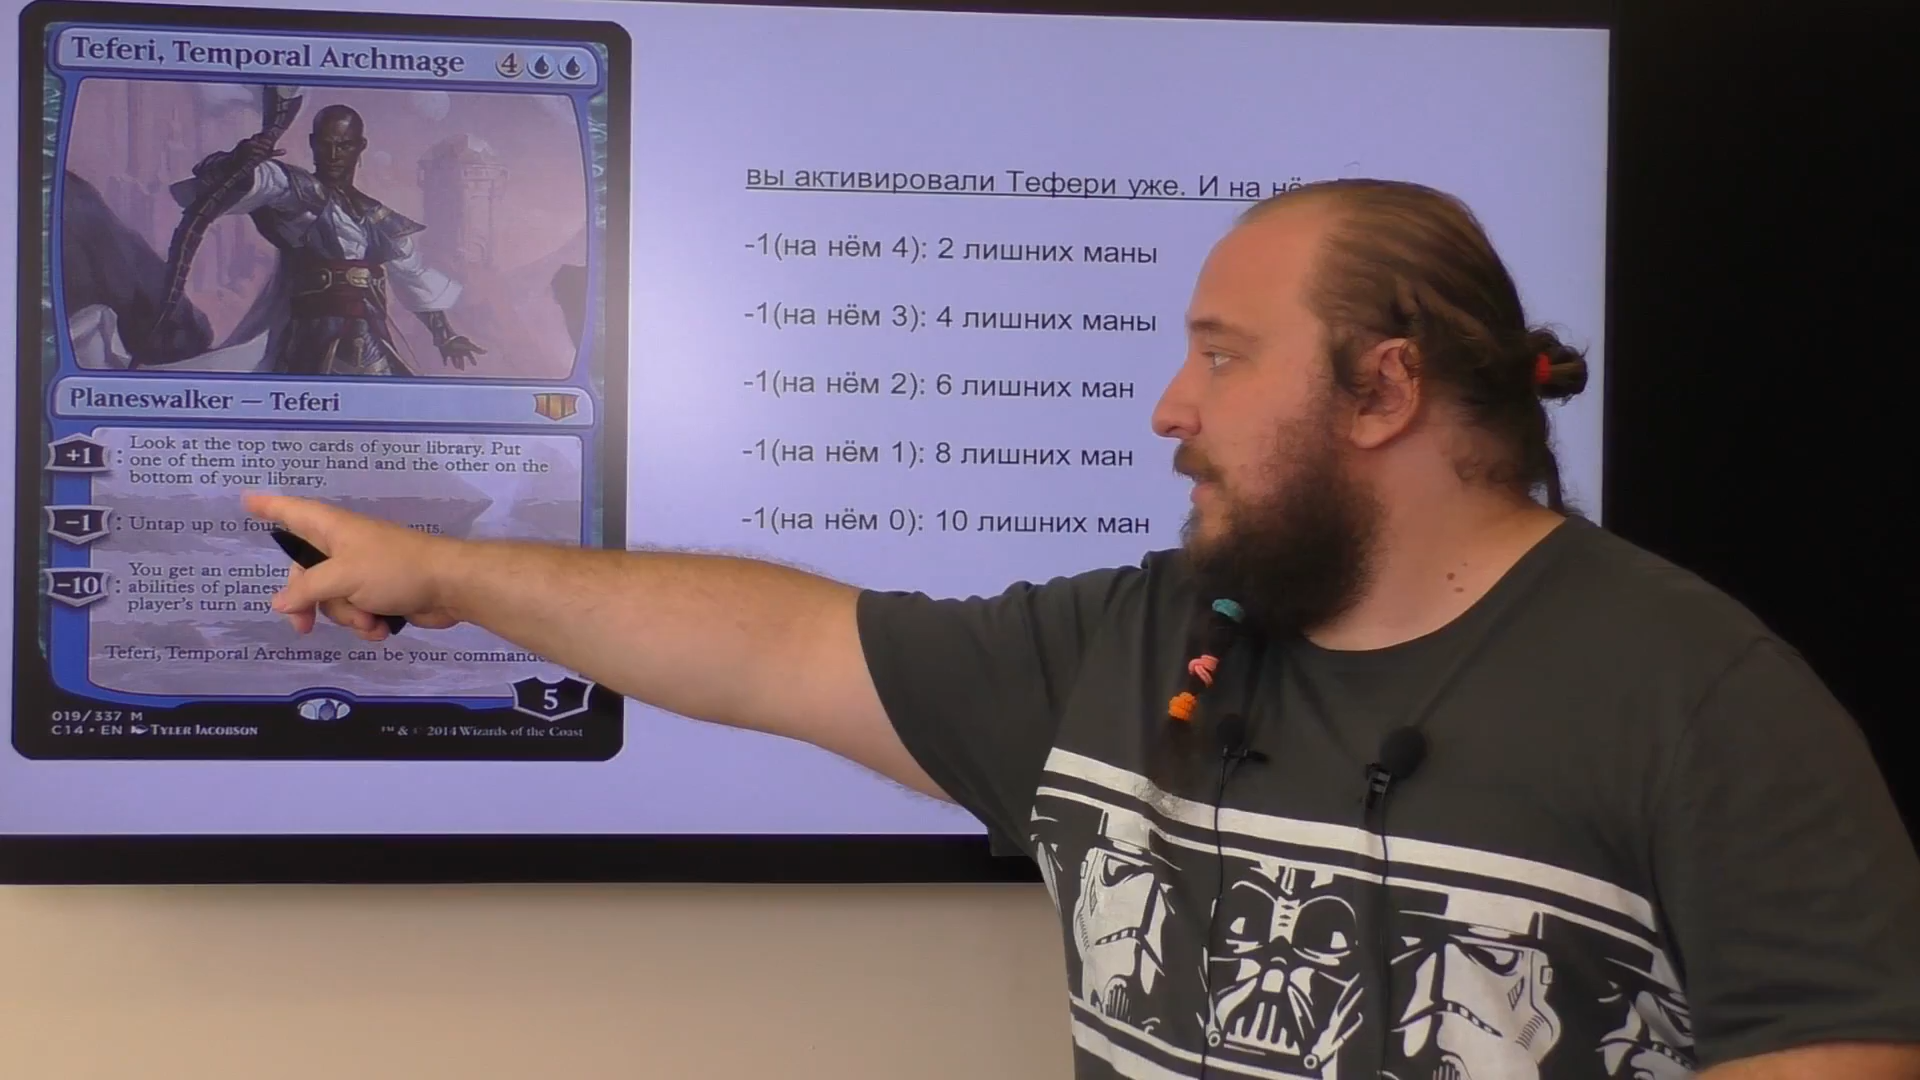 Teferi, Temporal Archmage 4
Planeswalker — Teferi
+1 : Look at the top two cards of your library. Put
one of them into your hand and the other on the
bottom of your library.
-1 : Untap up to four
You get an
-10 : abilities of
player's turn any
Teferi, Temporal Archmage can be your
5
019/337 M
C14 • EN Tyler Jacobson
™ & © 2014 Wizards of the Coast
вы активировали Тефери уже. И на
-1(на нём 4): 2 лишних маны
-1(на нём 3): 4 лишних маны
-1(на нём 2): 6 лишних ман
-1(на нём 1): 8 лишних ман
-1(на нём 0): 10 лишних ман